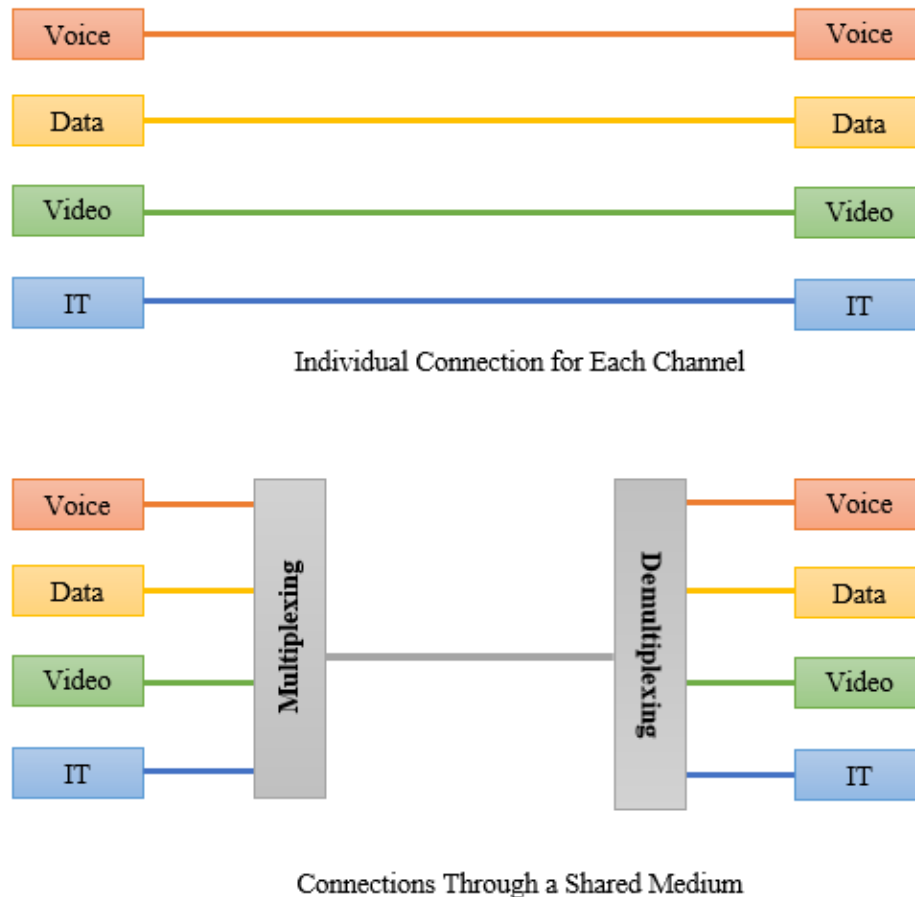 Voice Voice
Data Data
Video Video
IT IT
Individual Connection for Each Channel
Voice Voice
Data Data
Video Video
IT IT
Multiplexing
Demultiplexing
Connections Through a Shared Medium